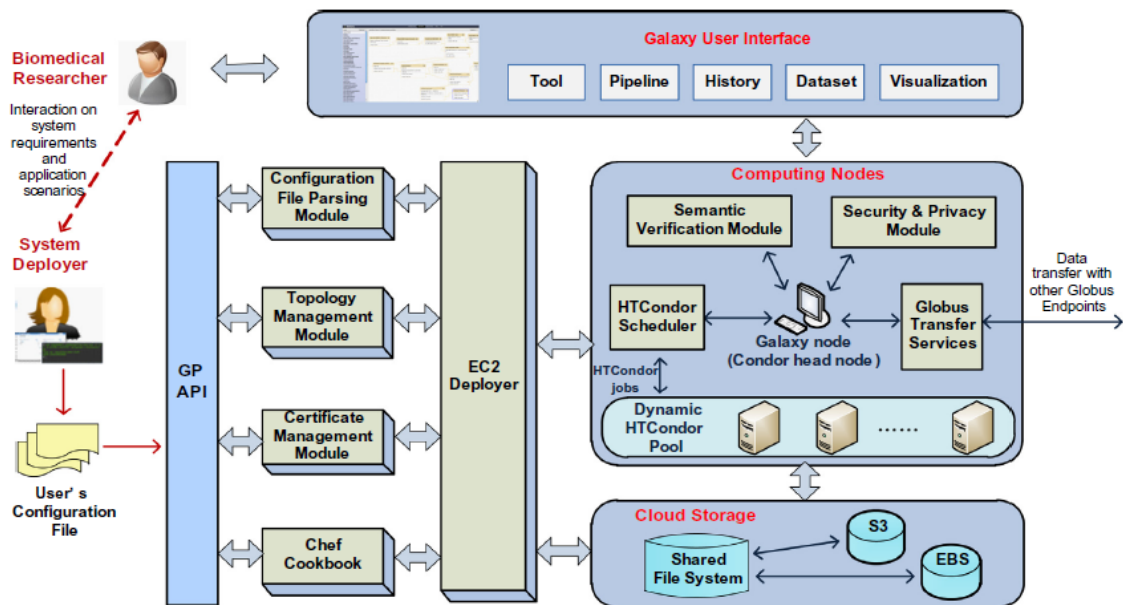 Biomedical
Researcher
Interaction on
system
requirements
and
application
scenarios
System
Deployer
User's
Configuration
File
GP
API
Configuration
File Parsing
Module
Topology
Management
Module
Certificate
Management
Module
Chef
Cookbook
EC2
Deployer
Galaxy User Interface
Tool
Pipeline
History
Dataset
Visualization
Computing Nodes
Semantic
Verification Module
Security & Privacy
Module
HTCondor
Scheduler
Galaxy node
(Condor head node)
Globus
Transfer
Services
Data
transfer with
other Globus
Endpoints
HTCondor
jobs
Dynamic
HTCondor
Pool
······
Cloud Storage
Shared
File System
S3
EBS